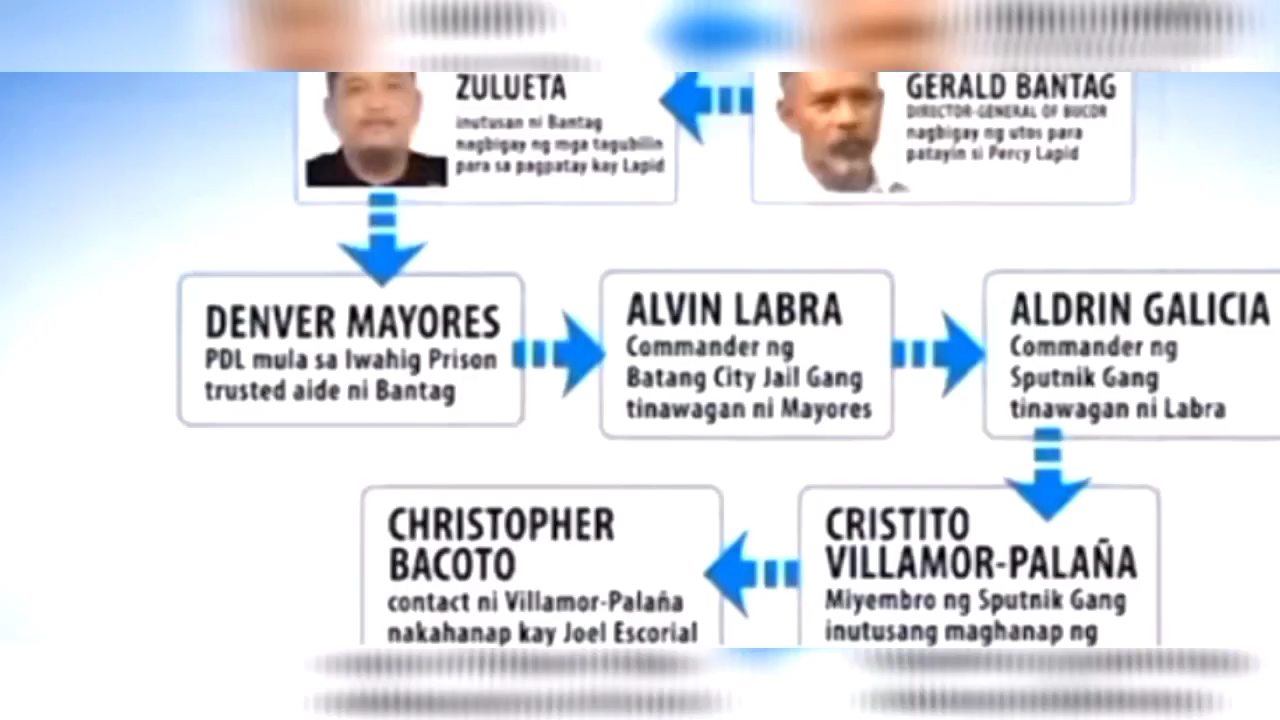 ZULUETA
inutusan ni Bantag
nagbigay ng mga tagubilin
para sa pagpatay kay Lapid
GERALD BANTAG
DIRECTOR-GENERAL OF BUCOR
nagbigay ng utos para
patayin si Percy Lapid
DENVER MAYORES
PDL mula sa Iwahig Prison
trusted aide ni Bantag
ALVIN LABRA
Commander ng
Batang City Jail Gang
tinawagan ni Mayores
ALDRIN GALICIA
Commander ng
Sputnik Gang
tinawagan ni Labra
CHRISTOPHER
BACOTO
contact ni Villamor-Palaña
nakahanap kay Joel Escorial
CRISTITO
VILLAMOR-PALAÑA
Miyembro ng Sputnik Gang
inutusang maghanap ng